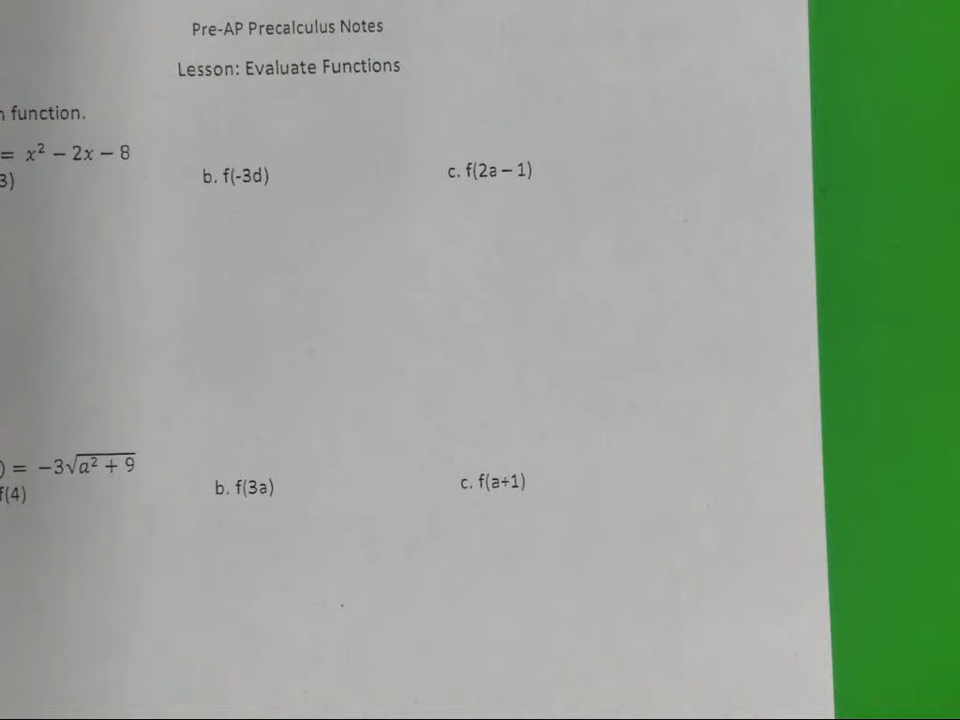 Pre-AP Precalculus Notes
Lesson: Evaluate Functions
function.
= x² − 2x − 8
3) b. f(-3d) c. f(2a – 1)
) = −3√(a² + 9)
f(4) b. f(3a) c. f(a+1)